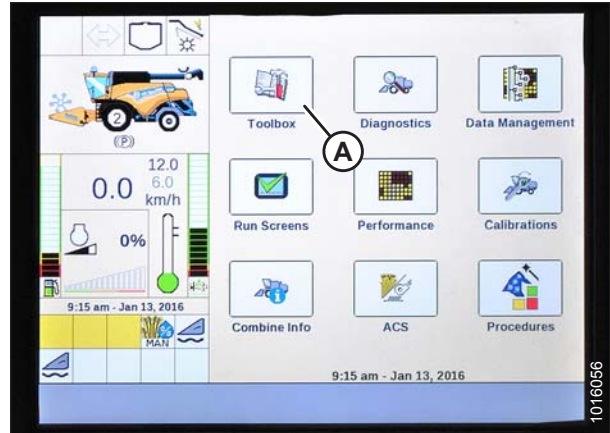 Toolbox
Diagnostics
Data Management
A
2
(P)
12.0
6.0
0.0
km/h
Run Screens
Performance
Calibrations
0%
9:15 am - Jan 13, 2016
MAN
%
Combine Info
ACS
Procedures
9:15 am - Jan 13, 2016
1016056